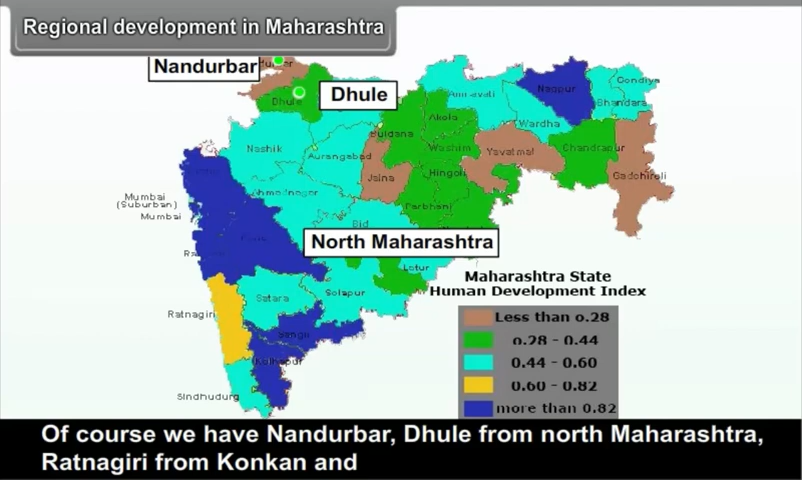 Regional development in Maharashtra
Nandurbar
Dhule
Dhule
Amravati
Nagpur
Gondiya
Bhandara
Wardha
Akola
Buldana
Nashik
Aurangabad
Washim
Yavatmal
Chandrapur
Jalna
Hingoli
Gadchiroli
Ahmadnagar
Parbhani
Mumbai
(Suburban)
Mumbai
Bid
North Maharashtra
Latur
Maharashtra State
Human Development Index
Satara
Solapur
Ratnagiri
Less than 0.28
0.28 - 0.44
Sangli
0.44 - 0.60
Kolhapur
0.60 - 0.82
Sindhudurg
more than 0.82
Of course we have Nandurbar, Dhule from north Maharashtra,
Ratnagiri from Konkan and